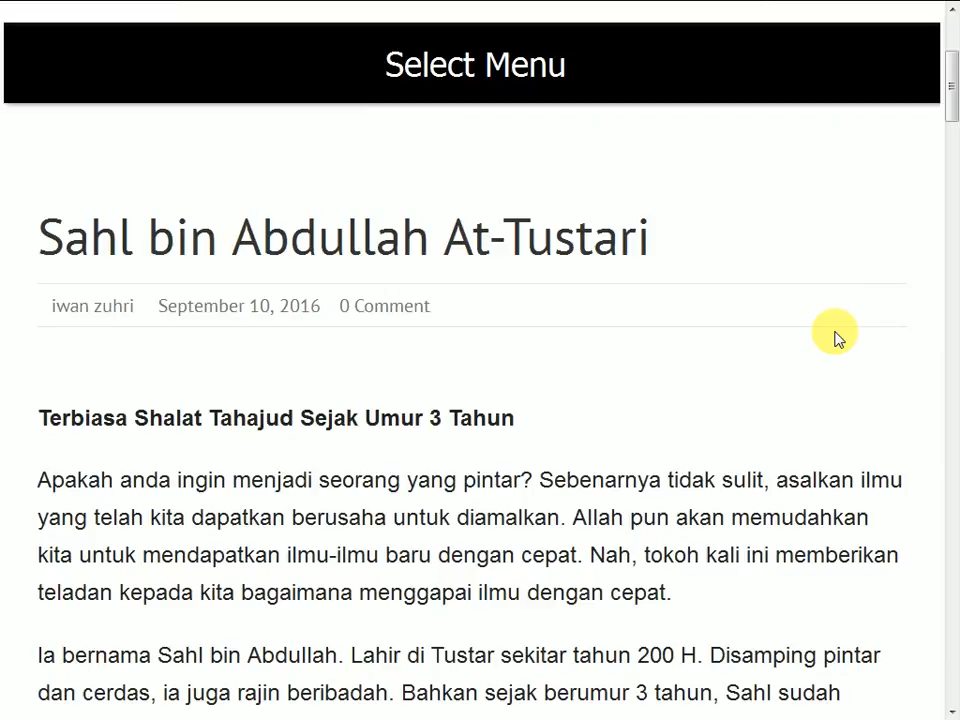 Select Menu
Sahl bin Abdullah At-Tustari
iwan zuhri September 10, 2016 0 Comment
Terbiasa Shalat Tahajud Sejak Umur 3 Tahun
Apakah anda ingin menjadi seorang yang pintar? Sebenarnya tidak sulit, asalkan ilmu
yang telah kita dapatkan berusaha untuk diamalkan. Allah pun akan memudahkan
kita untuk mendapatkan ilmu-ilmu baru dengan cepat. Nah, tokoh kali ini memberikan
teladan kepada kita bagaimana menggapai ilmu dengan cepat.
Ia bernama Sahl bin Abdullah. Lahir di Tustar sekitar tahun 200 H. Disamping pintar
dan cerdas, ia juga rajin beribadah. Bahkan sejak berumur 3 tahun, Sahl sudah